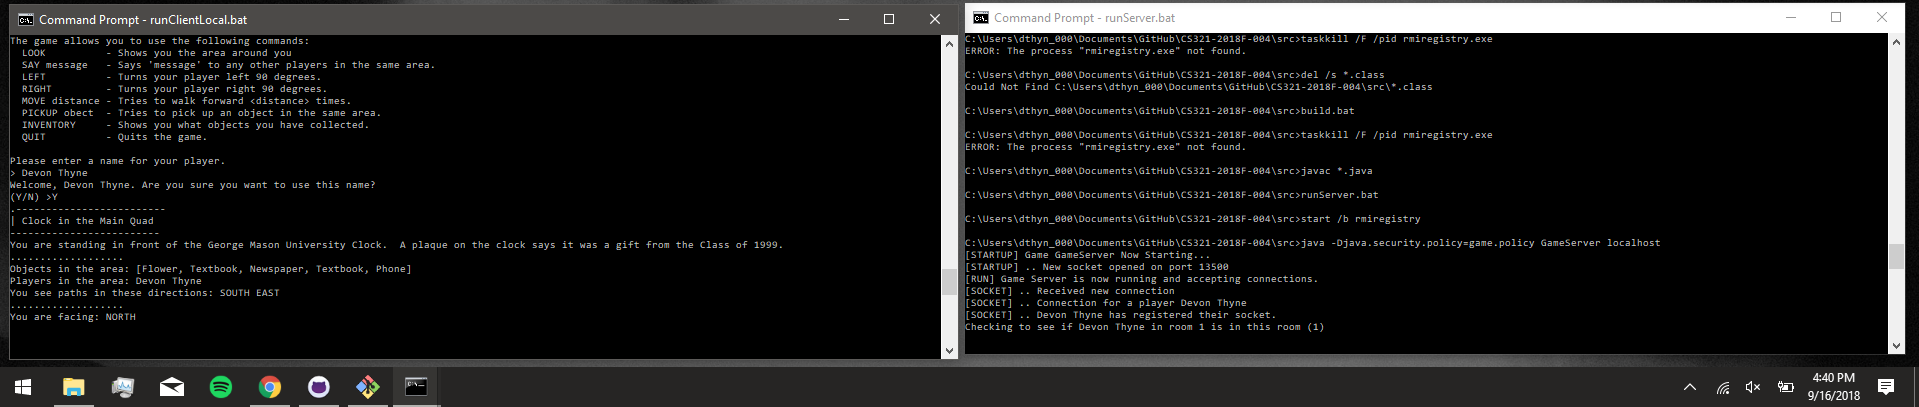 Command Prompt - runClientLocal.bat
The game allows you to use the following commands:
  LOOK          - Shows you the area around you
  SAY message   - Says 'message' to any other players in the same area.
  LEFT          - Turns your player left 90 degrees.
  RIGHT         - Turns your player right 90 degrees.
  MOVE distance - Tries to walk forward <distance> times.
  PICKUP obect  - Tries to pick up an object in the same area.
  INVENTORY     - Shows you what objects you have collected.
  QUIT          - Quits the game.
Please enter a name for your player.
> Devon Thyne
Welcome, Devon Thyne. Are you sure you want to use this name?
(Y/N) >Y
.-------------------------
| Clock in the Main Quad
-------------------------
You are standing in front of the George Mason University Clock.  A plaque on the clock says it was a gift from the Class of 1999.
...................
Objects in the area: [Flower, Textbook, Newspaper, Textbook, Phone]
Players in the area: Devon Thyne
You see paths in these directions: SOUTH EAST
...................
You are facing: NORTH
Command Prompt - runServer.bat
C:\Users\dthyn_000\Documents\GitHub\CS321-2018F-004\src>taskkill /F /pid rmiregistry.exe
ERROR: The process "rmiregistry.exe" not found.
C:\Users\dthyn_000\Documents\GitHub\CS321-2018F-004\src>del /s *.class
Could Not Find C:\Users\dthyn_000\Documents\GitHub\CS321-2018F-004\src\*.class
C:\Users\dthyn_000\Documents\GitHub\CS321-2018F-004\src>build.bat
C:\Users\dthyn_000\Documents\GitHub\CS321-2018F-004\src>taskkill /F /pid rmiregistry.exe
ERROR: The process "rmiregistry.exe" not found.
C:\Users\dthyn_000\Documents\GitHub\CS321-2018F-004\src>javac *.java
C:\Users\dthyn_000\Documents\GitHub\CS321-2018F-004\src>runServer.bat
C:\Users\dthyn_000\Documents\GitHub\CS321-2018F-004\src>start /b rmiregistry
C:\Users\dthyn_000\Documents\GitHub\CS321-2018F-004\src>java -Djava.security.policy=game.policy GameServer localhost
[STARTUP] Game GameServer Now Starting...
[STARTUP] .. New socket opened on port 13500
[RUN] Game Server is now running and accepting connections.
[SOCKET] .. Received new connection
[SOCKET] .. Connection for a player Devon Thyne
[SOCKET] .. Devon Thyne has registered their socket.
Checking to see if Devon Thyne in room 1 is in this room (1)
4:40 PM
9/16/2018